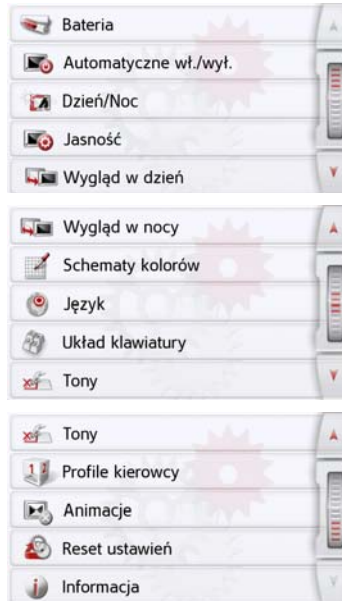 Bateria
Automatyczne wł./wył.
Dzień/Noc
Jasność
Wygląd w dzień
Wygląd w nocy
Schematy kolorów
Język
Układ klawiatury
Tony
Tony
Profile kierowcy
Animacje
Reset ustawień
Informacja